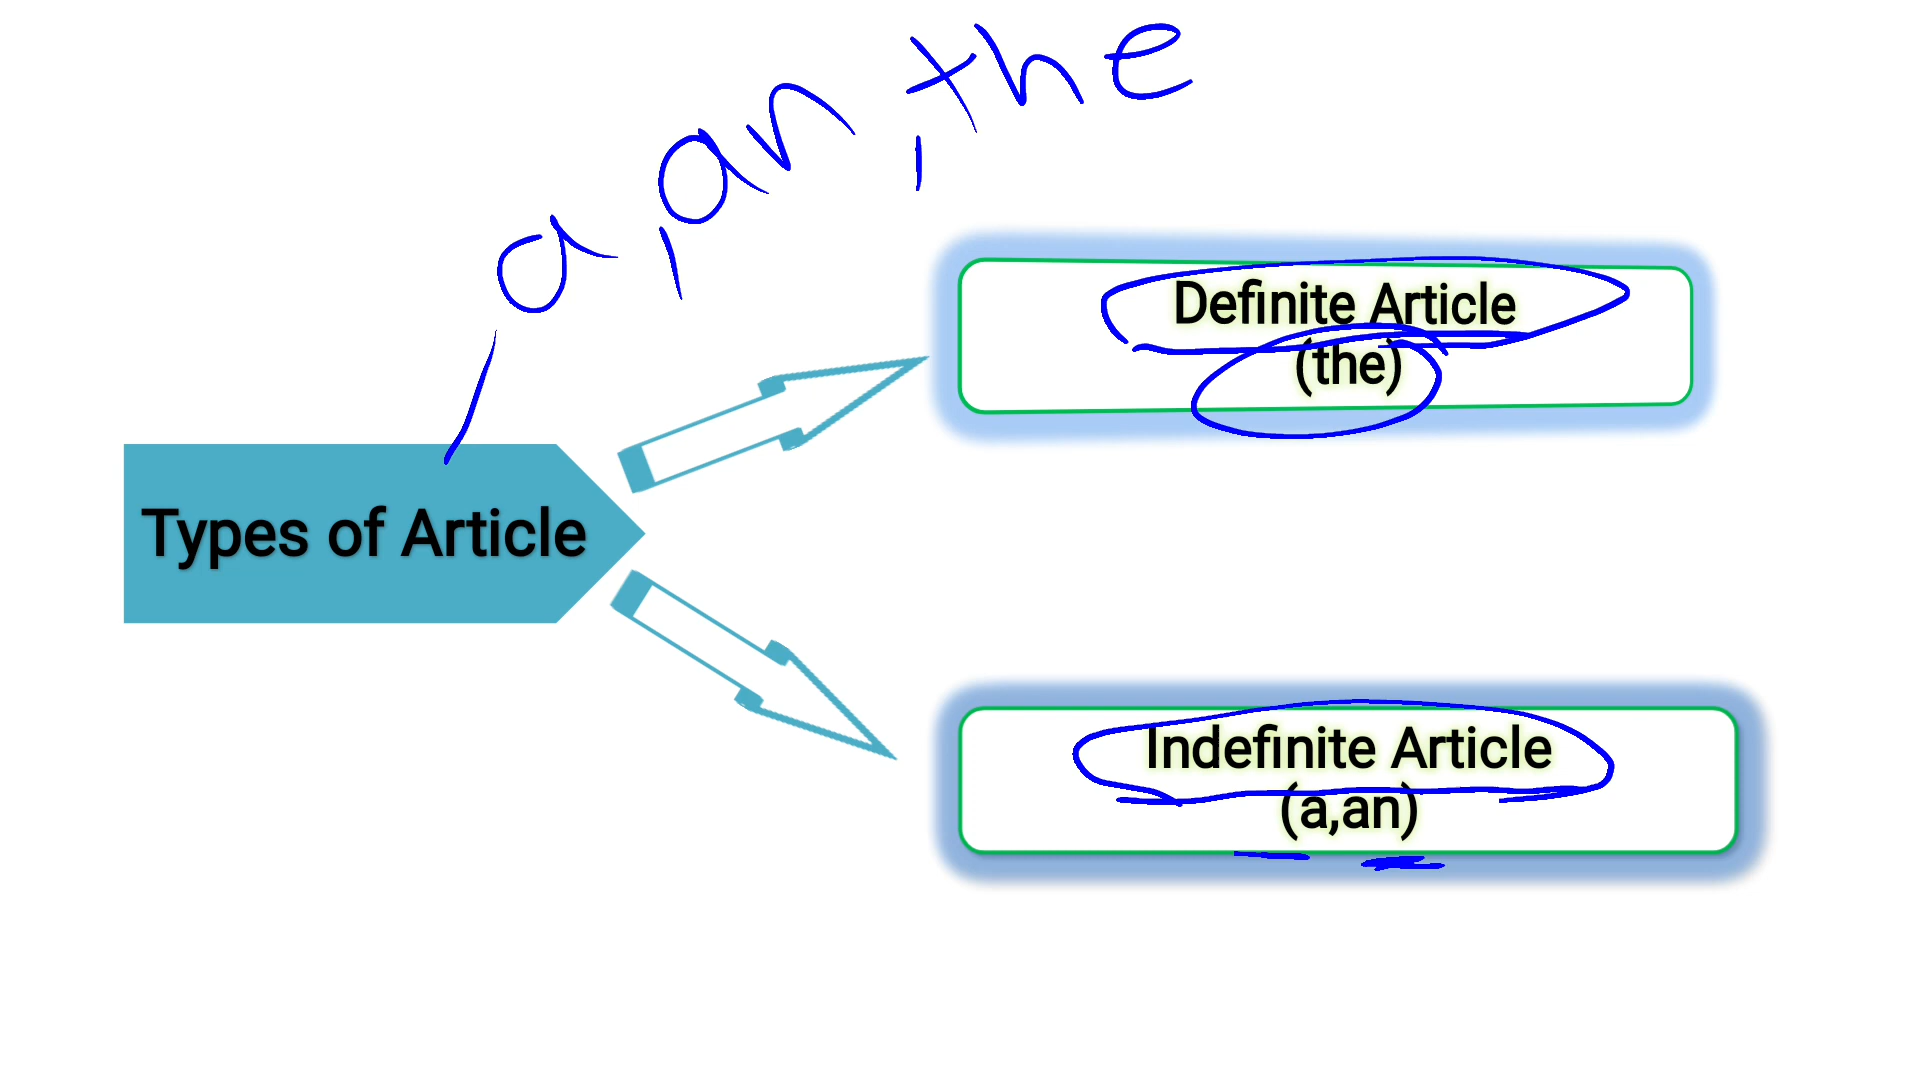 a, an, the
Definite Article
(the)
Types of Article
Indefinite Article
(a,an)